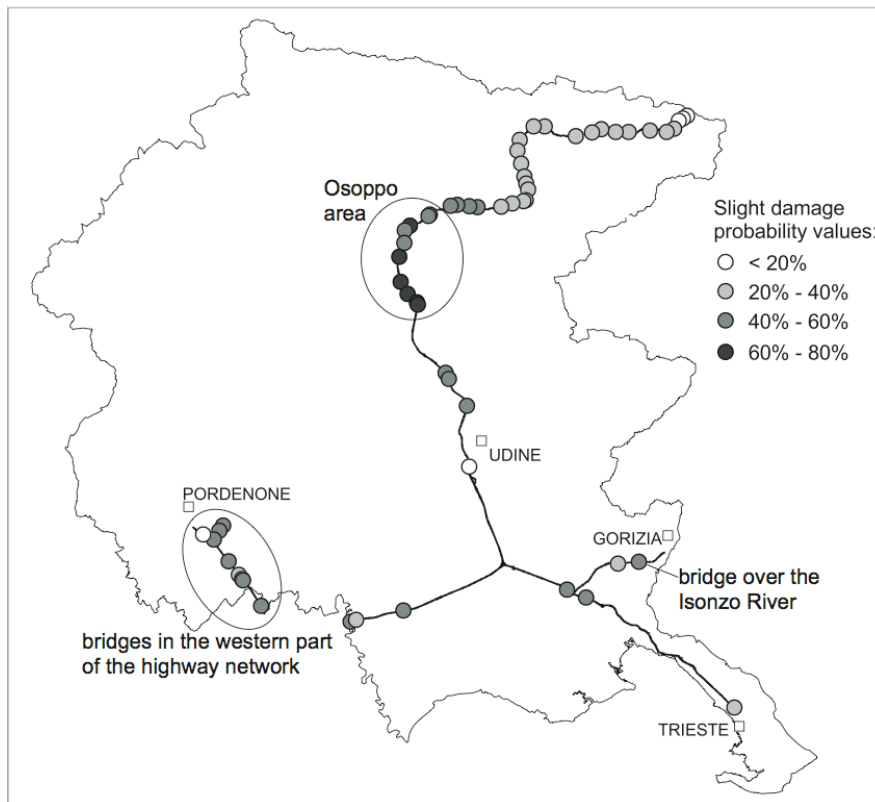 Osoppo
area
Slight damage
probability values:
< 20%
20% - 40%
40% - 60%
60% - 80%
UDINE
PORDENONE
GORIZIA
bridge over the
Isonzo River
bridges in the western part
of the highway network
TRIESTE